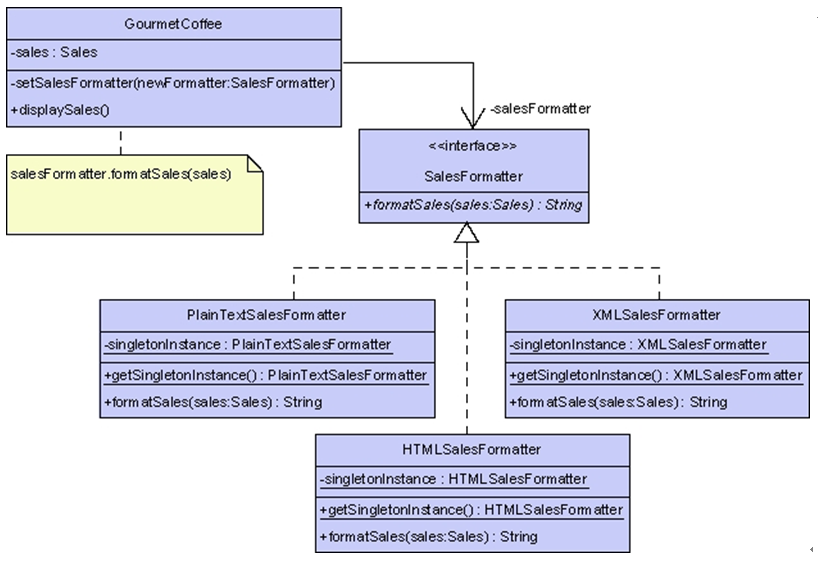 GourmetCoffee
-sales : Sales
-setSalesFormatter(newFormatter:SalesFormatter)
+displaySales()
salesFormatter.formatSales(sales)
-salesFormatter
<<interface>>
SalesFormatter
+formatSales(sales:Sales) : String
PlainTextSalesFormatter
-singletonInstance : PlainTextSalesFormatter
+getSingletonInstance() : PlainTextSalesFormatter
+formatSales(sales:Sales) : String
XMLSalesFormatter
-singletonInstance : XMLSalesFormatter
+getSingletonInstance() : XMLSalesFormatter
+formatSales(sales:Sales) : String
HTMLSalesFormatter
-singletonInstance : HTMLSalesFormatter
+getSingletonInstance() : HTMLSalesFormatter
+formatSales(sales:Sales) : String